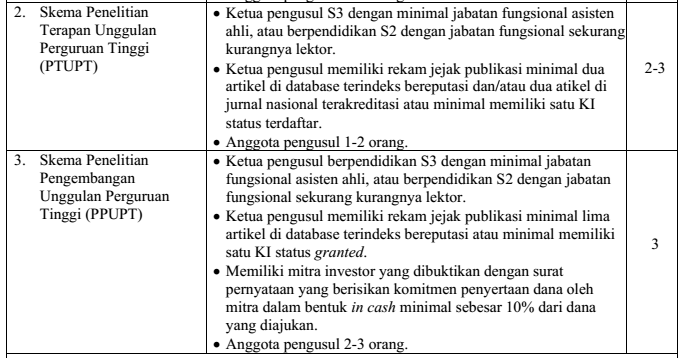 2. Skema Penelitian
Terapan Unggulan
Perguruan Tinggi
(PTUPT)
• Ketua pengusul S3 dengan minimal jabatan fungsional asisten
ahli, atau berpendidikan S2 dengan jabatan fungsional sekurang
kurangnya lektor.
• Ketua pengusul memiliki rekam jejak publikasi minimal dua
artikel di database terindeks bereputasi dan/atau dua atikel di
jurnal nasional terakreditasi atau minimal memiliki satu KI
status terdaftar.
• Anggota pengusul 1-2 orang.
2-3
3. Skema Penelitian
Pengembangan
Unggulan Perguruan
Tinggi (PPUPT)
• Ketua pengusul berpendidikan S3 dengan minimal jabatan
fungsional asisten ahli, atau berpendidikan S2 dengan jabatan
fungsional sekurang kurangnya lektor.
• Ketua pengusul memiliki rekam jejak publikasi minimal lima
artikel di database terindeks bereputasi atau minimal memiliki
satu KI status granted.
• Memiliki mitra investor yang dibuktikan dengan surat
pernyataan yang berisikan komitmen penyertaan dana oleh
mitra dalam bentuk in cash minimal sebesar 10% dari dana
yang diajukan.
• Anggota pengusul 2-3 orang.
3